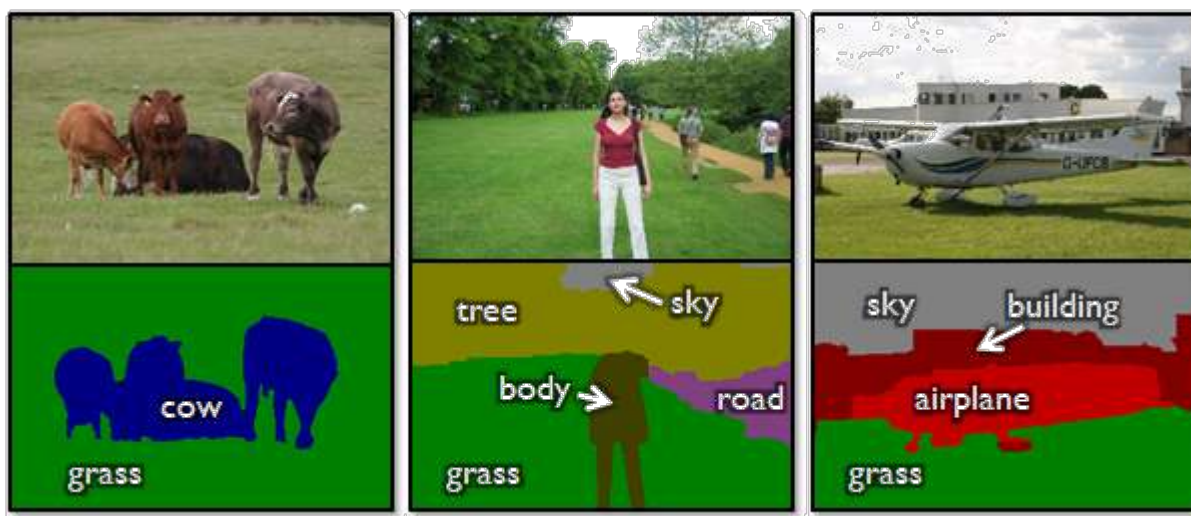 G-UFCB
cow
grass
sky
tree
body
road
grass
sky
building
airplane
grass